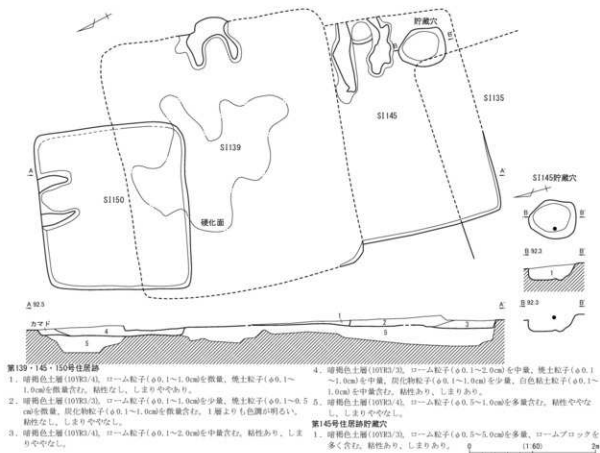 貯蔵穴
SI135
SI145
SI139
SI150
硬化面
A
A'
SI145貯蔵穴
B
B'
B 92.3
B'
1
B 92.3
B'
A 92.5
A'
カマド
1
2
3
4
5
9
第139・145・150号住居跡
1．暗褐色土層(10YR3/4)，ローム粒子(φ0.1〜1.0cm)を微量，焼土粒子(φ0.1〜
1.0cm)を微量含む，粘性なし，しまりややあり。
2．暗褐色土層(10YR3/3)，ローム粒子(φ0.1〜1.0cm)を少量，焼土粒子(φ0.1〜0.5
cm)を微量，炭化物粒子(φ0.1〜1.0cm)を微量含む，1層よりも色調が明るい，
粘性なし，しまりややなし。
3．暗褐色土層(10YR3/4)，ローム粒子(φ0.1〜2.0cm)を中量含む，粘性あり，しま
りややなし。
4．暗褐色土層(10YR3/3)，ローム粒子(φ0.1〜2.0cm)を中量，焼土粒子(φ0.1
〜1.0cm)を中量，炭化物粒子(φ0.1〜1.0cm)を少量，白色粘土粒子(φ0.1〜
1.0cm)を少量含む，粘性あり，しまりあり。
5．暗褐色土層(10YR3/4)，ローム粒子(φ0.5〜1.0cm)を多量含む，粘性ややな
し，しまりややなし。
第145号住居跡貯蔵穴
1．暗褐色土層(10YR3/3)，ローム粒子(φ0.5〜5.0cm)を多量，ロームブロックを
多く含む，粘性あり，しまりあり。
0 (1:60) 2m